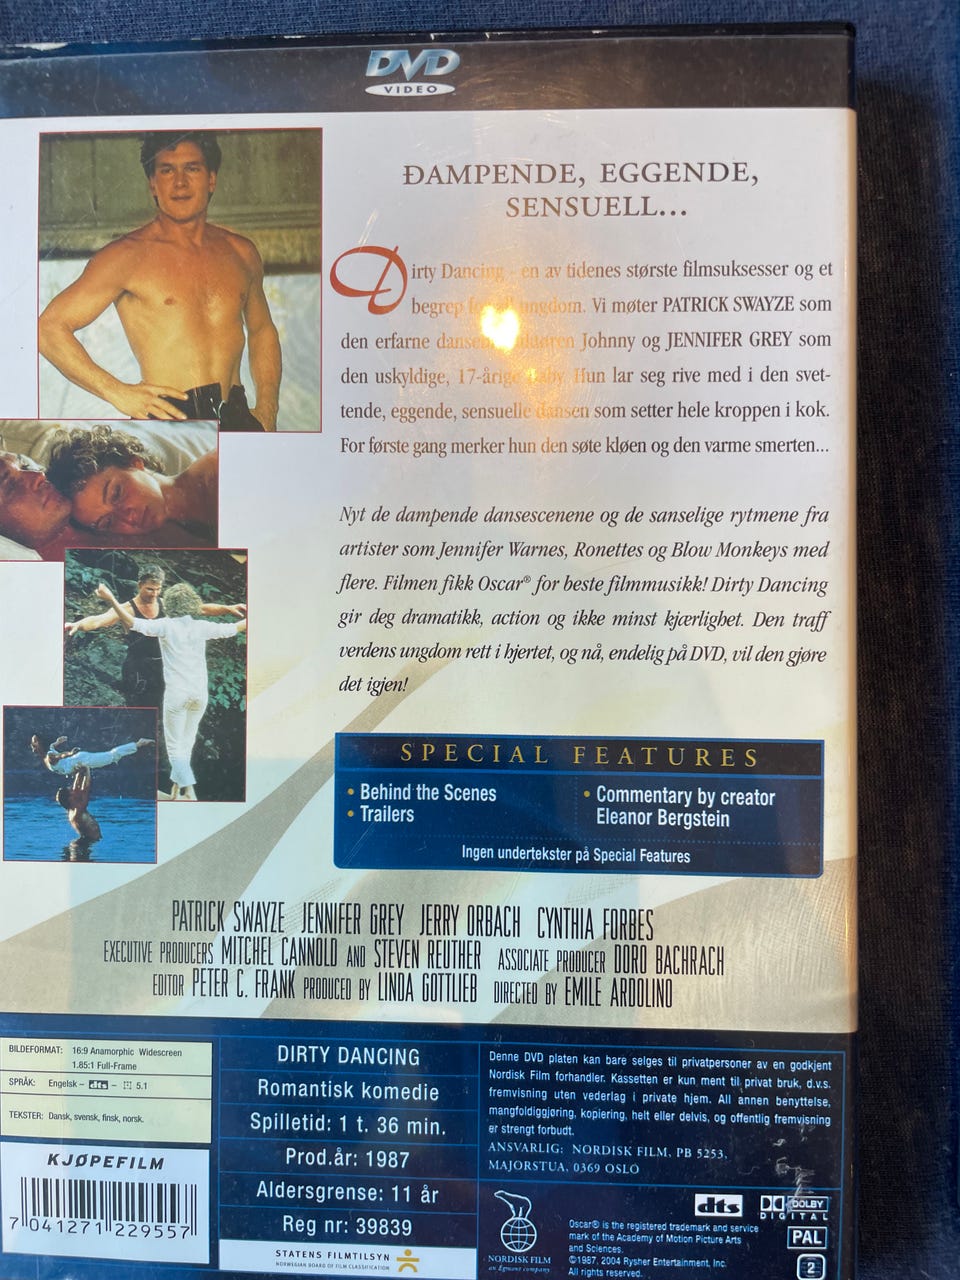 DVD
VIDEO
ÐAMPENDE, EGGENDE,
SENSUELL...
Dirty Dancing - en av tidenes største filmsuksesser og et
begrep for all ungdom. Vi møter PATRICK SWAYZE som
den erfarne Johnny og JENNIFER GREY som
den uskyldige, 17-årige Baby. Hun lar seg rive med i den svet-
tende, eggende, sensuelle dansen som setter hele kroppen i kok.
For første gang merker hun den søte kløen og den varme smerten...
Nyt de dampende dansescenene og de sanselige rytmene fra
artister som Jennifer Warnes, Ronettes og Blow Monkeys med
flere. Filmen fikk Oscar® for beste filmmusikk! Dirty Dancing
gir deg dramatikk, action og ikke minst kjærlighet. Den traff
verdens ungdom rett i hjertet, og nå, endelig på DVD, vil den gjøre
det igjen!
SPECIAL FEATURES
• Behind the Scenes
• Trailers
• Commentary by creator
Eleanor Bergstein
Ingen undertekster på Special Features
PATRICK SWAYZE JENNIFER GREY JERRY ORBACH CYNTHIA FORBES
EXECUTIVE PRODUCERS MITCHEL CANNOLD AND STEVEN REUTHER ASSOCIATE PRODUCER DORO BACHRACH
EDITOR PETER C. FRANK PRODUCED BY LINDA GOTTLIEB DIRECTED BY EMILE ARDOLINO
BILDEFORMAT: 16:9 Anamorphic Widescreen
1.85:1 Full-Frame
SPRÅK: Engelsk - dts - 5.1
TEKSTER: Dansk, svensk, finsk, norsk.
KJØPEFILM
7 041271 229557
DIRTY DANCING
Romantisk komedie
Spilletid: 1 t. 36 min.
Prod.år: 1987
Aldersgrense: 11 år
Reg nr: 39839
STATENS FILMTILSYN
NORWEGIAN BOARD OF FILM CLASSIFICATION
Denne DVD platen kan bare selges til privatpersoner av en godkjent
Nordisk Film forhandler. Kassetten er kun ment til privat bruk, d.v.s.
fremvisning uten vederlag i private hjem. All annen benyttelse,
mangfoldiggjøring, kopiering, helt eller delvis, og offentlig fremvisning
er strengt forbudt.
ANSVARLIG: NORDISK FILM, PB 5253,
MAJORSTUA, 0369 OSLO
NORDISK FILM
an Egmont company
dts
DOLBY
DIGITAL
PAL
2
Oscar® is the registered trademark and service
mark of the Academy of Motion Picture Arts
and Sciences.
©1987, 2004 Rysher Entertainment, Inc.
All rights reserved.